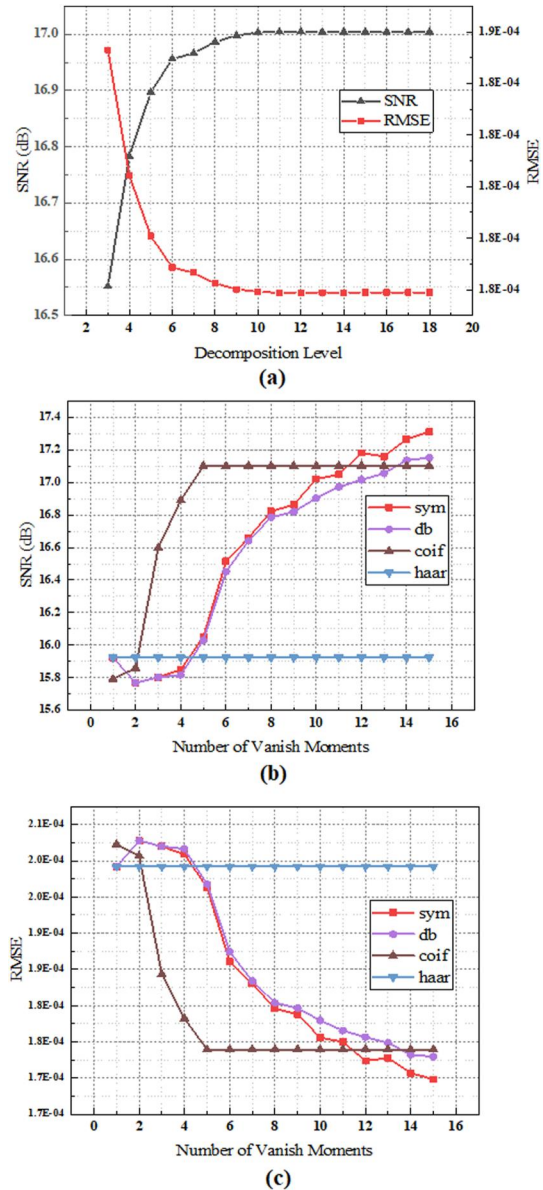 17.0
16.9
16.8
16.7
16.6
16.5
SNR (dB)
1.9E-04
1.8E-04
1.8E-04
1.8E-04
1.8E-04
1.8E-04
RMSE
SNR
RMSE
2 4 6 8 10 12 14 16 18 20
Decomposition Level
(a)
17.4
17.2
17.0
16.8
16.6
16.4
16.2
16.0
15.8
15.6
SNR (dB)
sym
db
coif
haar
0 2 4 6 8 10 12 14 16
Number of Vanish Moments
(b)
2.1E-04
2.0E-04
2.0E-04
1.9E-04
1.9E-04
1.8E-04
1.8E-04
1.7E-04
1.7E-04
RMSE
sym
db
coif
haar
0 2 4 6 8 10 12 14 16
Number of Vanish Moments
(c)